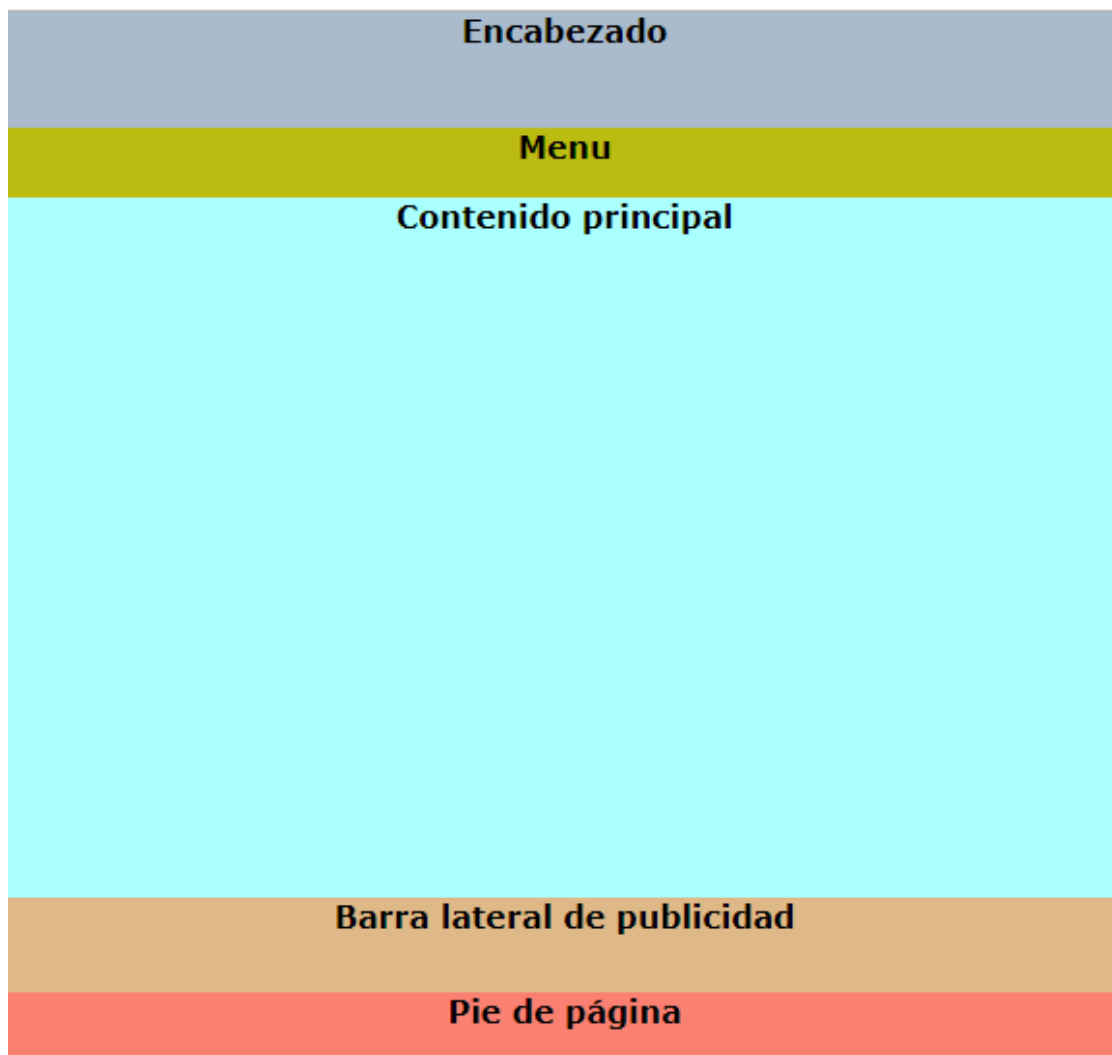 Encabezado
Menu
Contenido principal
Barra lateral de publicidad
Pie de página